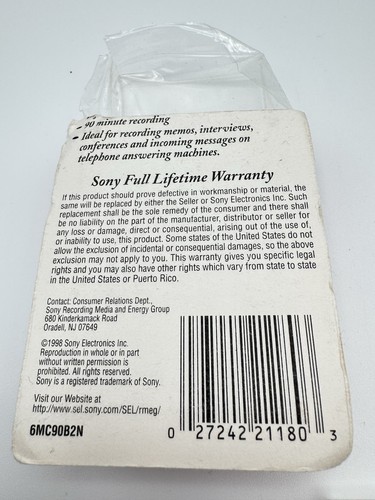 - 90 minute recording
- Ideal for recording memos, interviews,
conferences and incoming messages on
telephone answering machines.
Sony Full Lifetime Warranty
If this product should prove defective in workmanship or material, the
same will be replaced by either the Seller or Sony Electronics Inc. Such
replacement shall be the sole remedy of the consumer and there shall
be no liability on the part of the manufacturer, distributor or seller for
any loss or damage, direct or consequential, arising out of the use of,
or inability to use, this product. Some states of the United States do not
allow the exclusion of incidental or consequential damages, so the above
exclusion may not apply to you. This warranty gives you specific legal
rights and you may also have other rights which vary from state to state
in the U.S. or Puerto Rico.
Contact: Consumer Relations Dept.,
Sony Recording Media and Energy Group
680 Kinderkamack Road
Oradell, NJ 07649
©1998 Sony Electronics Inc.
Reproduction in whole or in part
without written permission is
prohibited. All rights reserved.
Sony is a registered trademark of Sony.
Visit our Website at
http://www.sel.sony.com/SEL/rmeg/
6MC90B2N
0 27242 21180 3